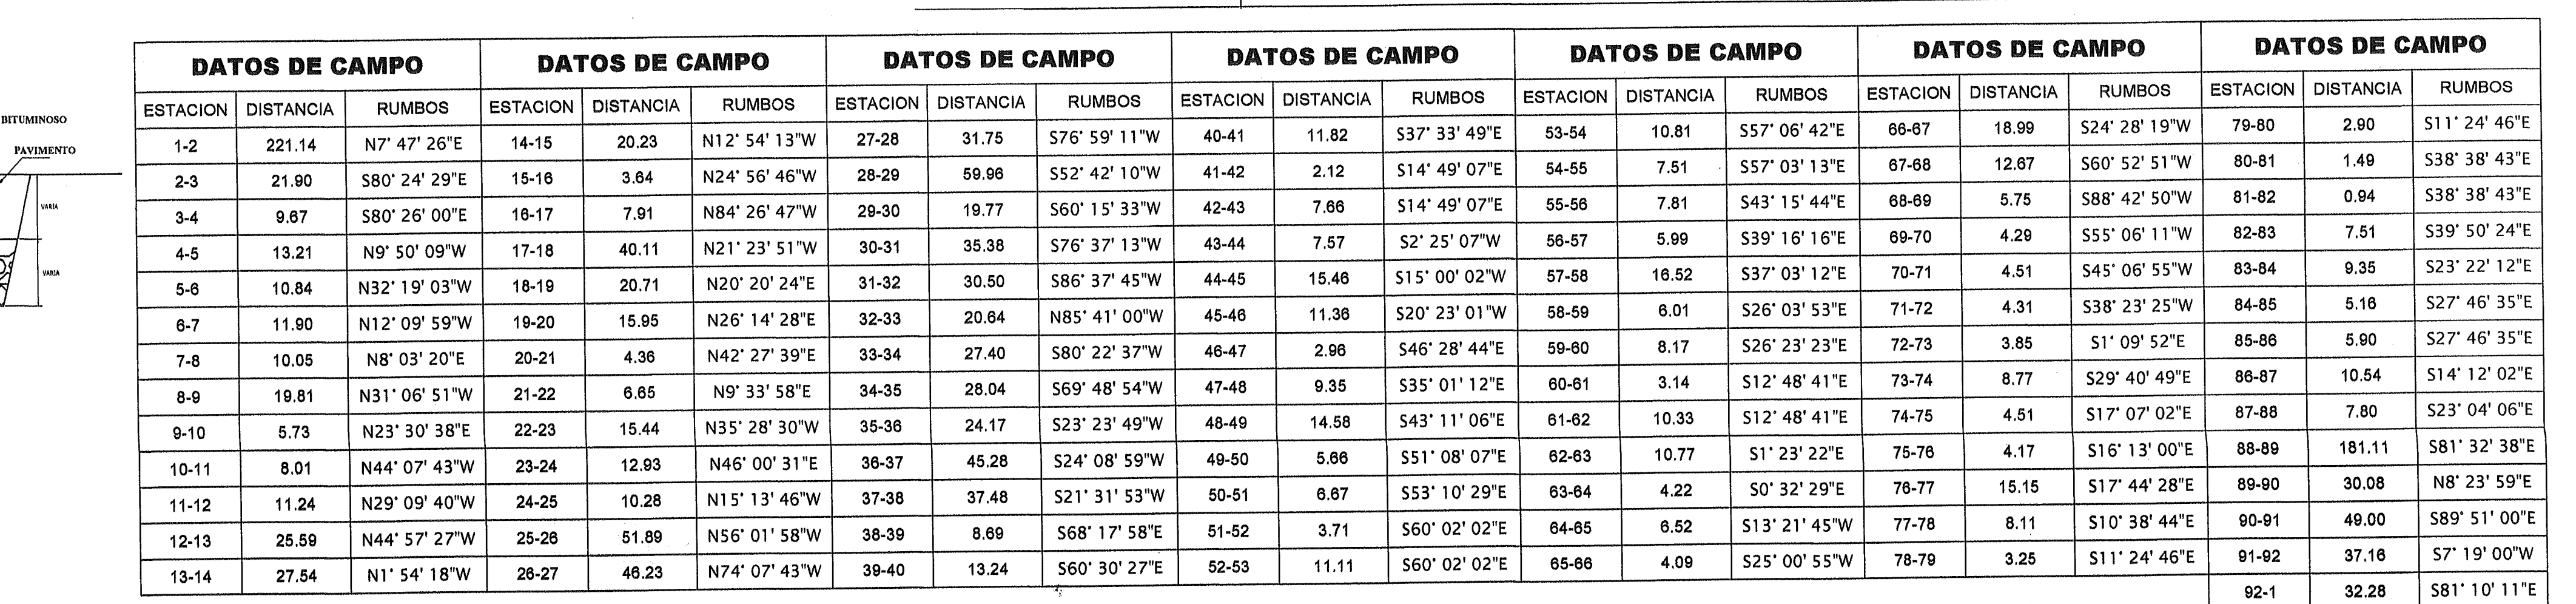 BITUMINOSO
PAVIMENTO
VARIA
VARIA
DATOS DE CAMPO DATOS DE CAMPO DATOS DE CAMPO DATOS DE CAMPO DATOS DE CAMPO DATOS DE CAMPO DATOS DE CAMPO
ESTACION DISTANCIA RUMBOS ESTACION DISTANCIA RUMBOS ESTACION DISTANCIA RUMBOS ESTACION DISTANCIA RUMBOS ESTACION DISTANCIA RUMBOS ESTACION DISTANCIA RUMBOS ESTACION DISTANCIA RUMBOS
1-2 221.14 N7° 47' 26"E 14-15 20.23 N12° 54' 13"W 27-28 31.75 S76° 59' 11"W 40-41 11.82 S37° 33' 49"E 53-54 10.81 S57° 06' 42"E 66-67 18.99 S24° 28' 19"W 79-80 2.90 S11° 24' 46"E
2-3 21.90 S80° 24' 29"E 15-16 3.64 N24° 56' 46"W 28-29 59.96 S52° 42' 10"W 41-42 2.12 S14° 49' 07"E 54-55 7.51 S57° 03' 13"E 67-68 12.67 S60° 52' 51"W 80-81 1.49 S38° 38' 43"E
3-4 9.67 S80° 26' 00"E 16-17 7.91 N84° 26' 47"W 29-30 19.77 S60° 15' 33"W 42-43 7.66 S14° 49' 07"E 55-56 7.81 S43° 15' 44"E 68-69 5.75 S88° 42' 50"W 81-82 0.94 S38° 38' 43"E
4-5 13.21 N9° 50' 09"W 17-18 40.11 N21° 23' 51"W 30-31 35.38 S76° 37' 13"W 43-44 7.57 S2° 25' 07"W 56-57 5.99 S39° 16' 16"E 69-70 4.29 S55° 06' 11"W 82-83 7.51 S39° 50' 24"E
5-6 10.84 N32° 19' 03"W 18-19 20.71 N20° 20' 24"E 31-32 30.50 S86° 37' 45"W 44-45 15.46 S15° 00' 02"W 57-58 16.52 S37° 03' 12"E 70-71 4.51 S45° 06' 55"W 83-84 9.35 S23° 22' 12"E
6-7 11.90 N12° 09' 59"W 19-20 15.95 N26° 14' 28"E 32-33 20.64 N85° 41' 00"W 45-46 11.36 S20° 23' 01"W 58-59 6.01 S26° 03' 53"E 71-72 4.31 S38° 23' 25"W 84-85 5.16 S27° 46' 35"E
7-8 10.05 N8° 03' 20"E 20-21 4.36 N42° 27' 39"E 33-34 27.40 S80° 22' 37"W 46-47 2.96 S46° 28' 44"E 59-60 8.17 S26° 23' 23"E 72-73 3.85 S1° 09' 52"E 85-86 5.90 S27° 46' 35"E
8-9 19.81 N31° 06' 51"W 21-22 6.65 N9° 33' 58"E 34-35 28.04 S69° 48' 54"W 47-48 9.35 S35° 01' 12"E 60-61 3.14 S12° 48' 41"E 73-74 8.77 S29° 40' 49"E 86-87 10.54 S14° 12' 02"E
9-10 5.73 N23° 30' 38"E 22-23 15.44 N35° 28' 30"W 35-36 24.17 S23° 23' 49"W 48-49 14.58 S43° 11' 06"E 61-62 10.33 S12° 48' 41"E 74-75 4.51 S17° 07' 02"E 87-88 7.80 S23° 04' 06"E
10-11 8.01 N44° 07' 43"W 23-24 12.93 N46° 00' 31"E 36-37 45.28 S24° 08' 59"W 49-50 5.66 S51° 08' 07"E 62-63 10.77 S1° 23' 22"E 75-76 4.17 S16° 13' 00"E 88-89 181.11 S81° 32' 38"E
11-12 11.24 N29° 09' 40"W 24-25 10.28 N15° 13' 46"W 37-38 37.48 S21° 31' 53"W 50-51 6.67 S53° 10' 29"E 63-64 4.22 S0° 32' 29"E 76-77 15.15 S17° 44' 28"E 89-90 30.08 N8° 23' 59"E
12-13 25.59 N44° 57' 27"W 25-26 51.89 N56° 01' 58"W 38-39 8.69 S68° 17' 58"E 51-52 3.71 S60° 02' 02"E 64-65 6.52 S13° 21' 45"W 77-78 8.11 S10° 38' 44"E 90-91 49.00 S89° 51' 00"E
13-14 27.54 N1° 54' 18"W 26-27 46.23 N74° 07' 43"W 39-40 13.24 S60° 30' 27"E 52-53 11.11 S60° 02' 02"E 65-66 4.09 S25° 00' 55"W 78-79 3.25 S11° 24' 46"E 91-92 37.16 S7° 19' 00"W
92-1 32.28 S81° 10' 11"E